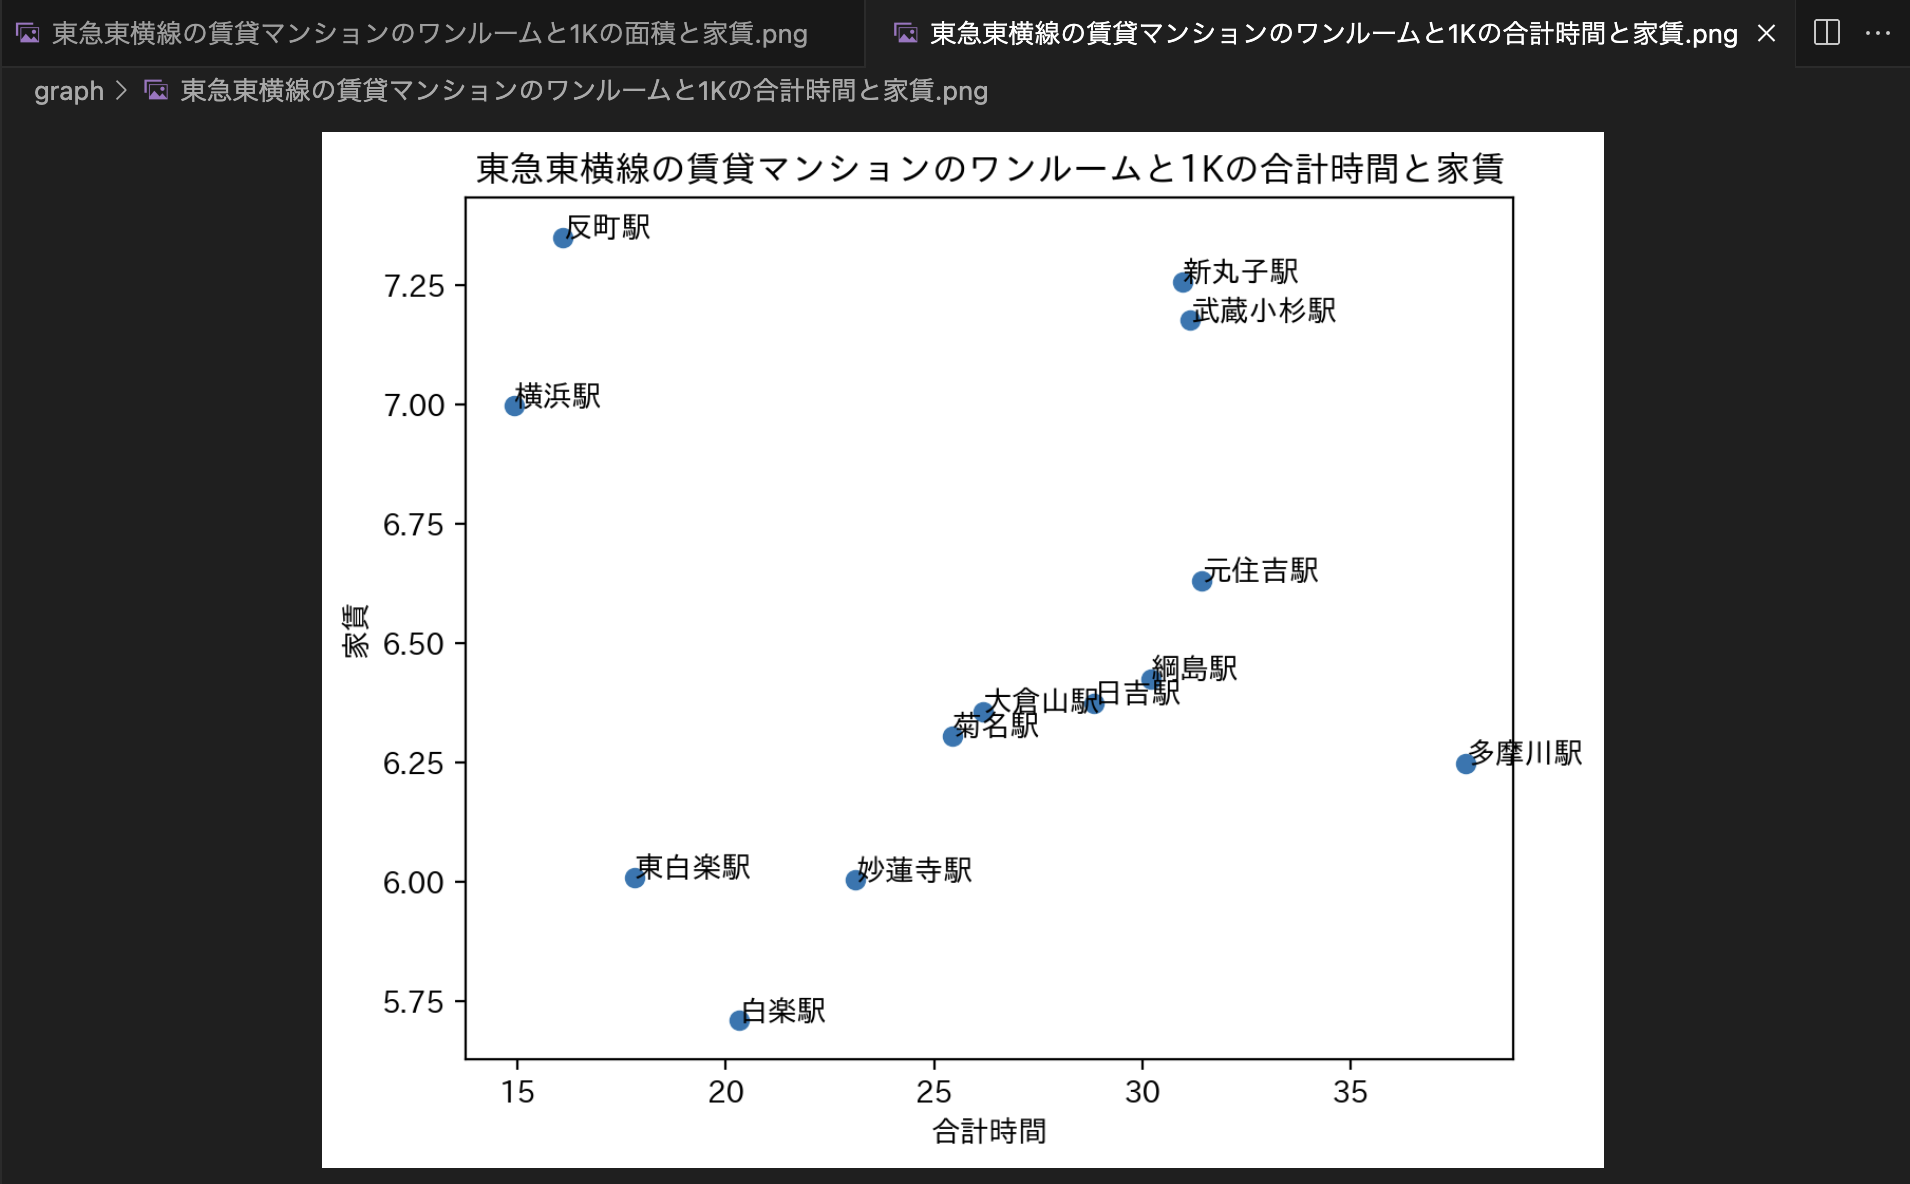 東急東横線の賃貸マンションのワンルームと1Kの面積と家賃.png
東急東横線の賃貸マンションのワンルームと1Kの合計時間と家賃.png
graph
東急東横線の賃貸マンションのワンルームと1Kの合計時間と家賃.png
東急東横線の賃貸マンションのワンルームと1Kの合計時間と家賃
反町駅
新丸子駅
7.25
武蔵小杉駅
横浜駅
7.00
6.75
元住吉駅
家賃
6.50
綱島駅
日吉駅
大倉山駅
菊名駅
多摩川駅
6.25
東白楽駅
妙蓮寺駅
6.00
5.75
白楽駅
15
20
25
30
35
合計時間